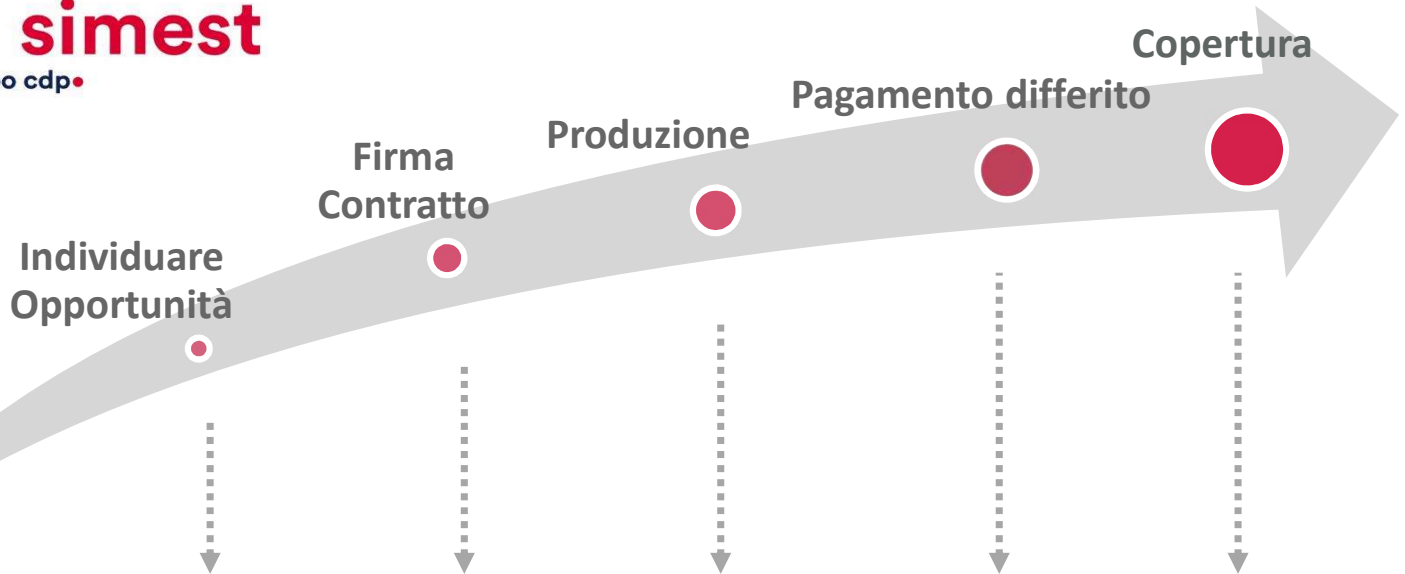 simest
o cdp
Copertura
Pagamento differito
Produzione
Firma
Contratto
Individuare
Opportunità